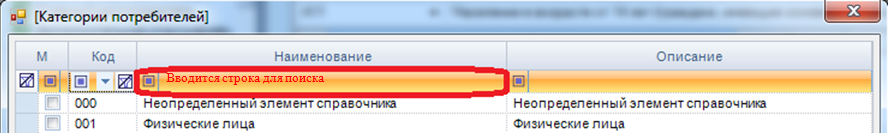 [Категории потребителей]
М Код Наименование Описание
Вводится строка для поиска
000 Неопределенный элемент справочника Неопределенный элемент справочника
001 Физические лица Физические лица